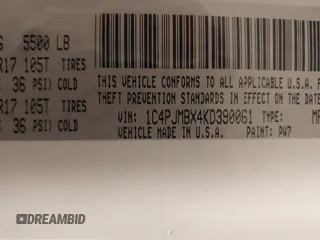 5500 LB
R17 105T TIRES
36 PSI) COLD
R17 105T TIRES
36 PSI) COLD
THIS VEHICLE CONFORMS TO ALL APPLICABLE U.S.A. F
THEFT PREVENTION STANDARDS IN EFFECT ON THE DATE
VIN: 1C4PJMBX4KD390061 TYPE: MP
VEHICLE MADE IN U.S.A. PAINT: PW7
DREAMBID